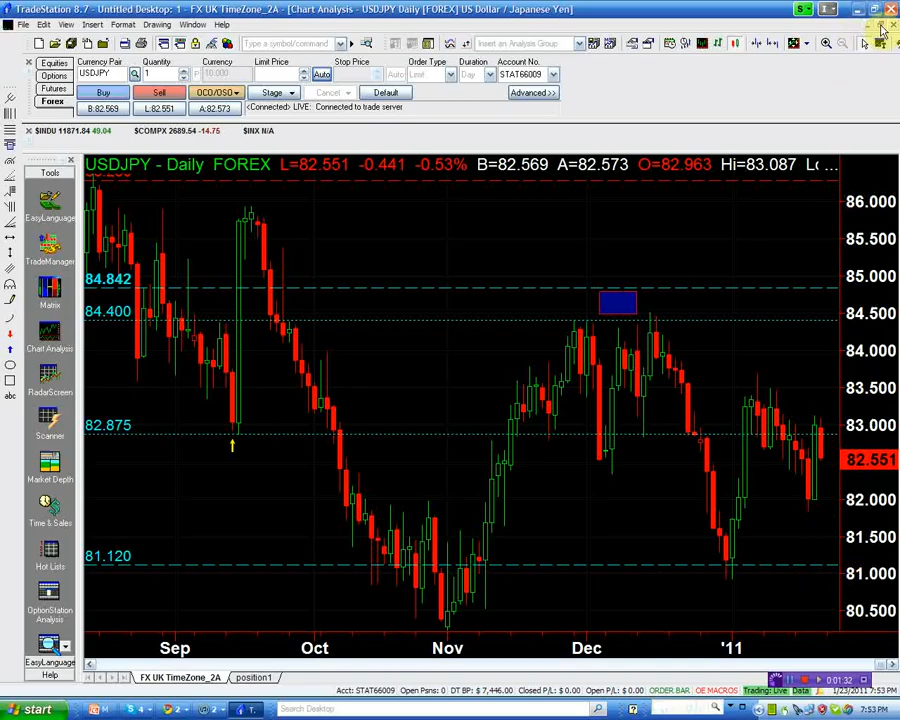 TradeStation 8.7 - Untitled Desktop: 1 - FX UK TimeZone_2A - [Chart Analysis - USDJPY Daily [FOREX] US Dollar / Japanese Yen]
File Edit View Insert Format Drawing Window Help
Type a symbol/command
Insert an Analysis Group
Equities
Options
Futures
Forex
Symbol Quantity Currency Limit Price Stop Price Order Type Duration Account No.
USDJPY 1 10.000 Auto Auto Limit Day STAT66009
Buy Sell OCO/OSO Stage Cancel Default Advanced >>
B:82.569 L:82.551 A:82.573 <Connected> LIVE: Connected to trade server
$INDU 11871.84 49.04 $COMPX 2689.54 -14.75 $INX N/A
Tools
EasyLanguage
TradeManager
Matrix
Chart Analysis
RadarScreen
Scanner
Market Depth
Time & Sales
Hot Lists
OptionStation
Analysis
EasyLanguage
Help
USDJPY - Daily FOREX L=82.551 -0.441 -0.53% B=82.569 A=82.573 O=82.963 Hi=83.087 Lo ...
84.842
84.400
82.875
81.120
86.000
85.500
85.000
84.500
84.000
83.500
83.000
82.551
82.000
81.500
81.000
80.500
Sep Oct Nov Dec '11
FX UK TimeZone_2A position1
Acct: STAT66009 Open Psns: 0 DT BP: $ 7,446.00 Closed P/L: $ 0.00 Open P/L: $ 0.00 ORDER BAR OE MACROS Trading: Live Data 0:01:32 1/23/2011 7:53 PM
start Search Desktop 7:53 PM